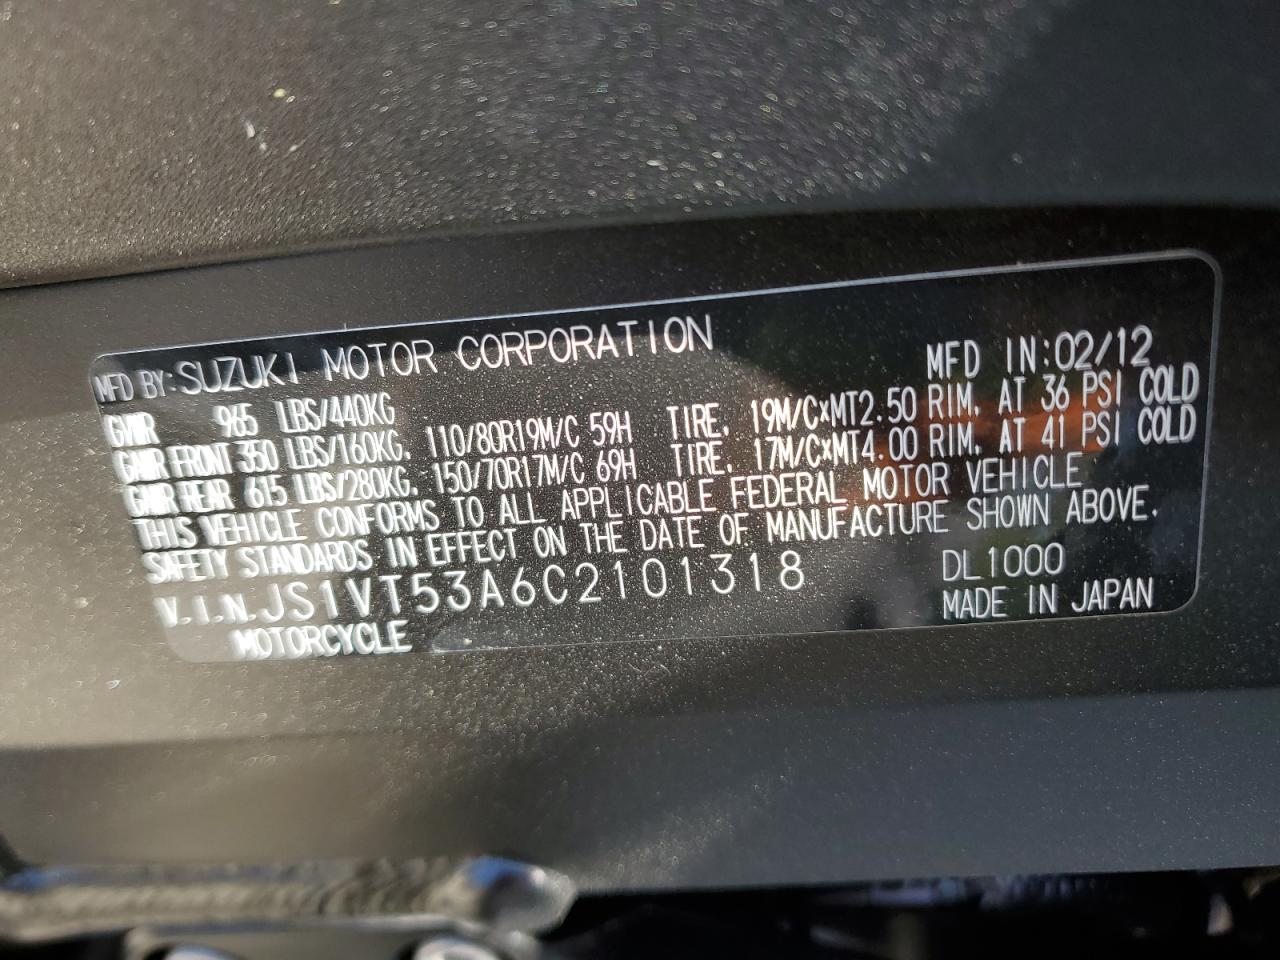 MFD BY:SUZUKI MOTOR CORPORATION MFD IN:02/12
GVWR 965 LBS/440KG
GAWR FRONT 350 LBS/160KG. 110/80R19M/C 59H TIRE. 19M/C×MT2.50 RIM. AT 36 PSI COLD
GAWR REAR 615 LBS/280KG. 150/70R17M/C 69H TIRE. 17M/C×MT4.00 RIM. AT 41 PSI COLD
THIS VEHICLE CONFORMS TO ALL APPLICABLE FEDERAL MOTOR VEHICLE
SAFETY STANDARDS IN EFFECT ON THE DATE OF MANUFACTURE SHOWN ABOVE.
V.I.N.JS1VT53A6C2101318 DL1000
MOTORCYCLE MADE IN JAPAN